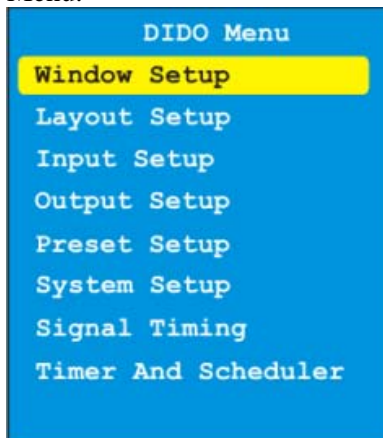 DIDO Menu
Window Setup
Layout Setup
Input Setup
Output Setup
Preset Setup
System Setup
Signal Timing
Timer And Scheduler